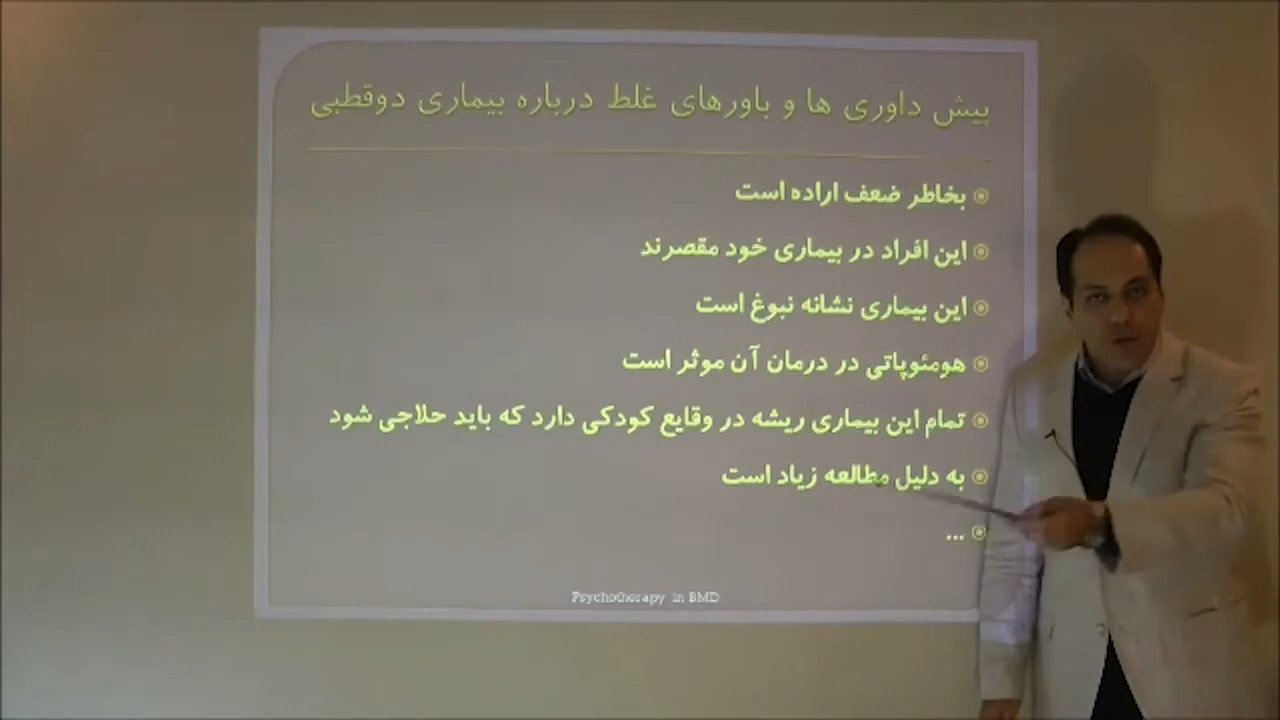 پیش داوری ها و باورهای غلط درباره بیماری دوقطبی
بخاطر ضعف اراده است
این افراد در بیماری خود مقصرند
این بیماری نشانه نبوغ است
هومئوپاتی در درمان آن موثر است
تمام این بیماری ریشه در وقایع کودکی دارد که باید حلاجی شود
به دلیل مطالعه زیاد است
...
Psychotherapy in BMD